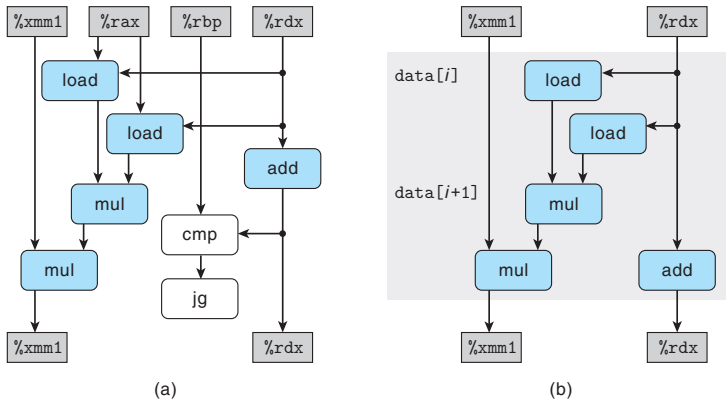 %xmm1 %rax %rbp %rdx
load
load
add
mul
cmp
mul
jg
%xmm1 %rdx
(a)
%xmm1 %rdx
data[i]
load
load
data[i+1]
mul
mul
add
%xmm1 %rdx
(b)